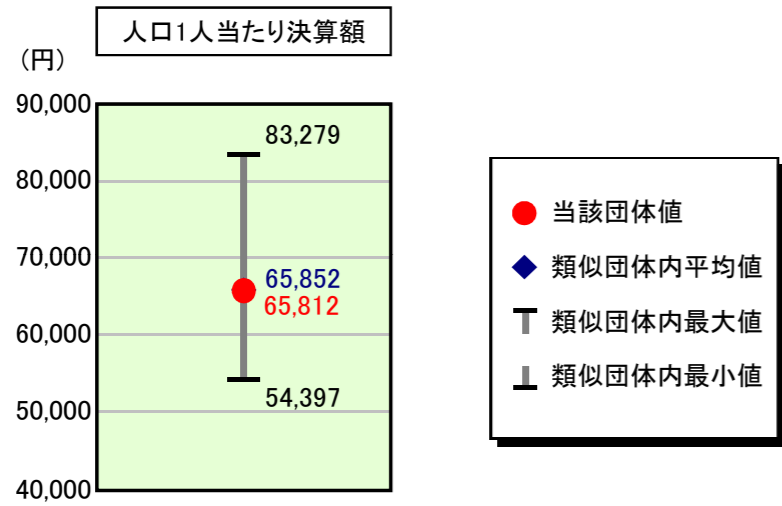 人口1人当たり決算額
(円)
90,000
80,000
70,000
60,000
50,000
40,000
83,279
65,852
65,812
54,397
当該団体値
類似団体内平均値
類似団体内最大値
類似団体内最小値